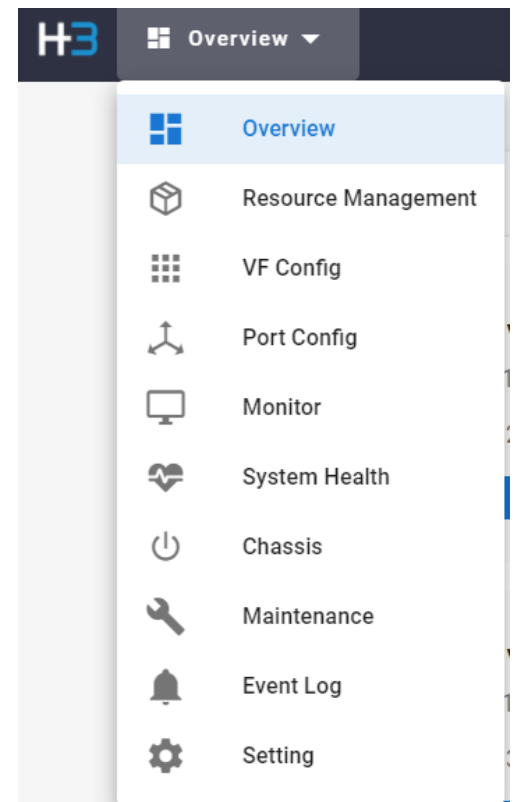 H3
Overview
Overview
Resource Management
VF Config
Port Config
Monitor
System Health
Chassis
Maintenance
Event Log
Setting